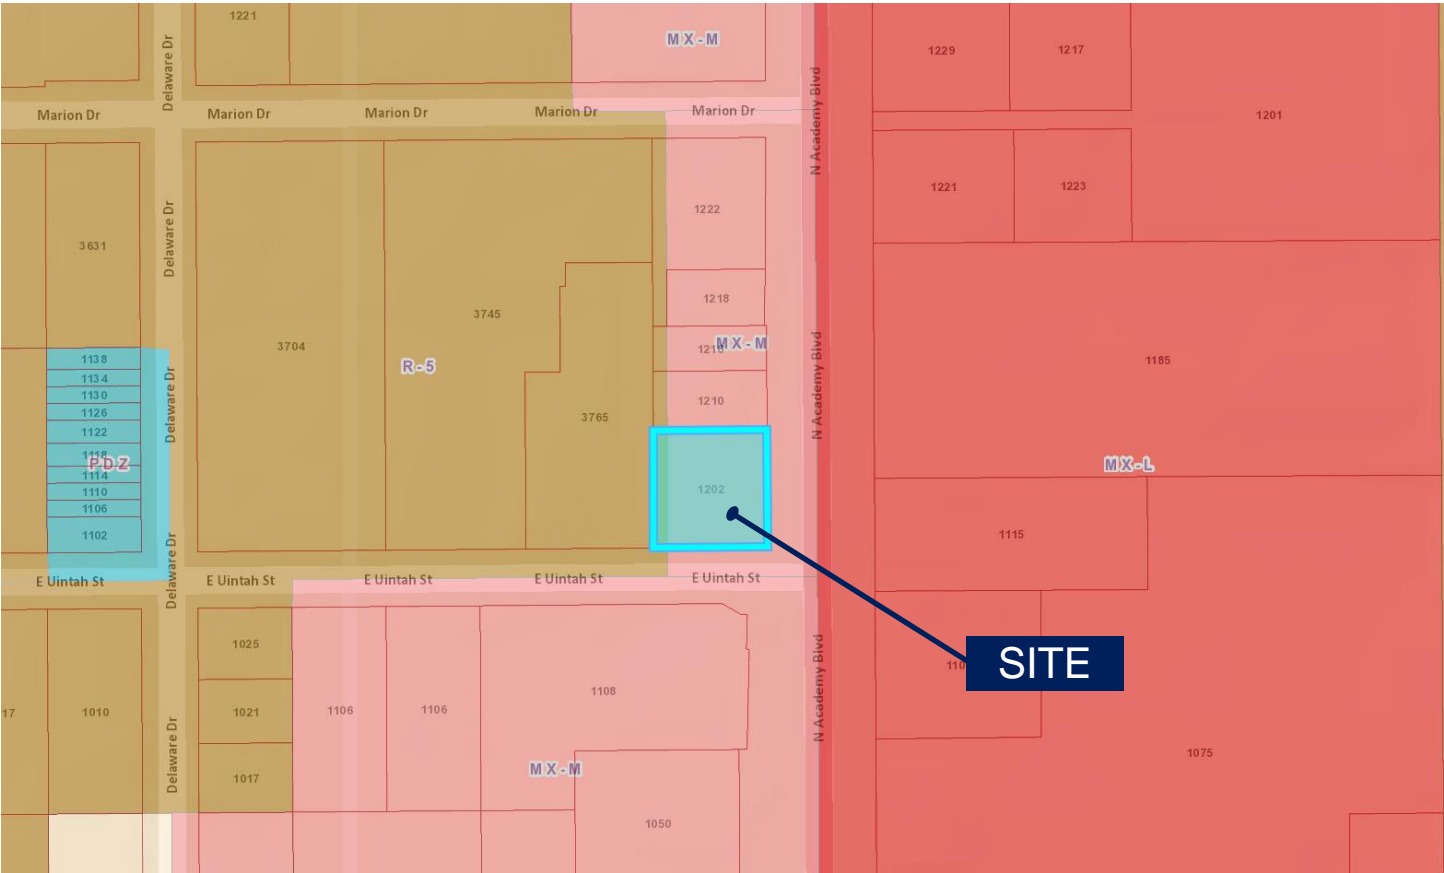 1221
MX-M
1229
1217
Delaware Dr
Marion Dr
Marion Dr
Marion Dr
Marion Dr
Marion Dr
N Academy Blvd
1201
1221
1223
1222
3631
Delaware Dr
1218
3745
3704
MX-M
R-5
1210
N Academy Blvd
1185
1138
1134
1130
1126
1122
1118
PDZ
1114
1110
1106
1102
Delaware Dr
3765
1202
MX-L
1115
Delaware Dr
E Uintah St
E Uintah St
E Uintah St
E Uintah St
E Uintah St
1025
SITE
N Academy Blvd
1108
17
1010
1021
1106
1106
Delaware Dr
1075
1017
MX-M
1050